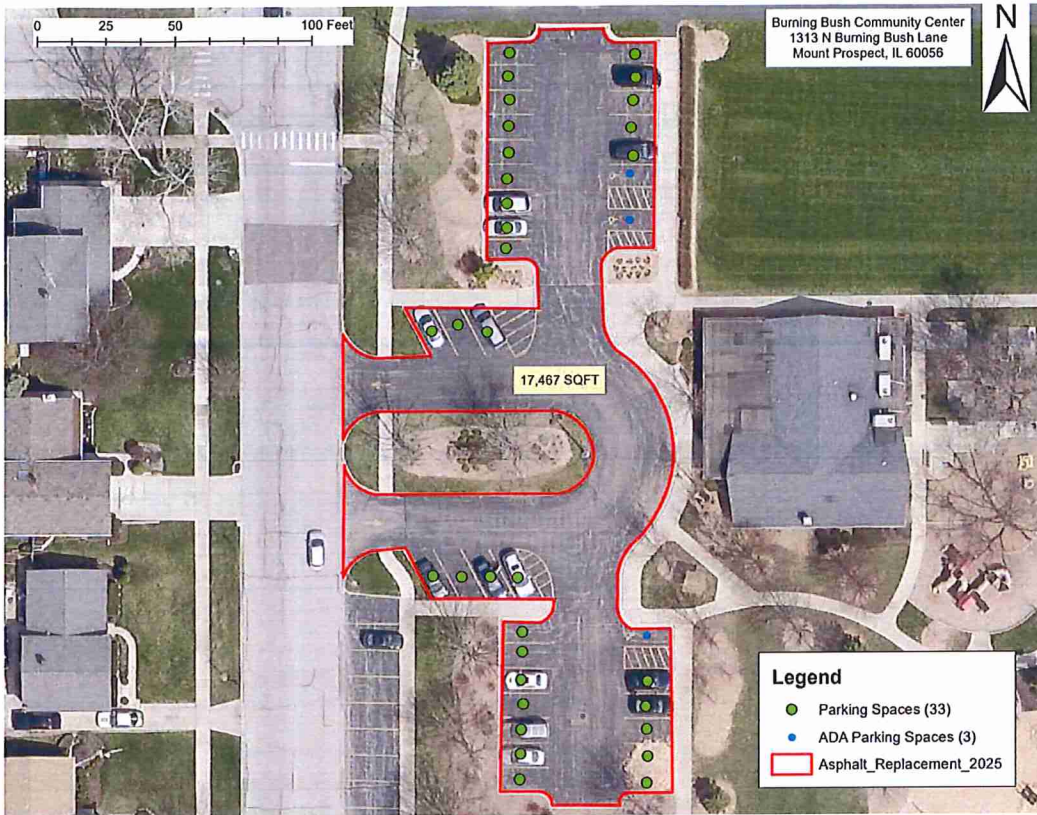 0 25 50 100 Feet
Burning Bush Community Center
1313 N Burning Bush Lane
Mount Prospect, IL 60056
N
17,467 SQFT
Legend
Parking Spaces (33)
ADA Parking Spaces (3)
Asphalt_Replacement_2025